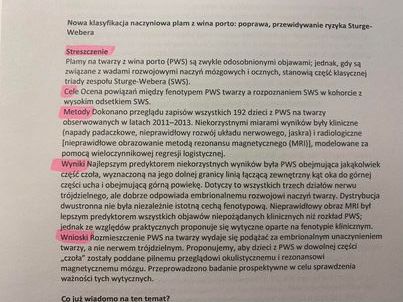 Nowa klasyfikacja naczyniowa plam z wina porto: poprawa, przewidywanie ryzyka Sturge-
Webera
Streszczenie
Plamy na twarzy z wina porto (PWS) są zwykle odosobnionymi objawami; jednak, gdy są
związane z wadami rozwojowymi naczyń mózgowych i ocznych, stanowią część klasycznej
triady zespołu Sturge-Webera (SWS).
Cele Ocena powiązań między fenotypem PWS twarzy a rozpoznaniem SWS w kohorcie z
wysokim odsetkiem SWS.
Metody Dokonano przeglądu zapisów wszystkich 192 dzieci z PWS na twarzy
obserwowanych w latach 2011–2013. Niekorzystnymi miarami wyników były kliniczne
(napady padaczkowe, nieprawidłowy rozwój układu nerwowego, jaskra) i radiologiczne
[nieprawidłowe obrazowanie metodą rezonansu magnetycznego (MRI)], modelowane za
pomocą wieloczynnikowej regresji logistycznej.
Wyniki Najlepszym predyktorem niekorzystnych wyników była PWS obejmująca jakąkolwiek
część czoła, wyznaczoną na jego dolnej granicy linią łączącą zewnętrzny kąt oka do górnej
części ucha i obejmującą górną powiekę. Dotyczy to wszystkich trzech działów nerwu
trójdzielnego, ale dobrze odpowiada embrionalnemu rozwojowi naczyń twarzy. Dystrybucja
dwustronna nie była niezależnie istotną cechą fenotypową. Nieprawidłowy obraz MRI był
lepszym predyktorem wszystkich objawów niepożądanych klinicznych niż rozkład PWS;
jednak ze względów praktycznych proponuje się wytyczne oparte na fenotypie klinicznym.
Wnioski Rozmieszczenie PWS na twarzy wydaje się podążać za embrionalnym unaczynieniem
twarzy, a nie nerwem trójdzielnym. Proponujemy, aby dzieci z PWS w dowolnej części
„czoła” zostały poddane pilnemu przeglądowi okulistycznemu i rezonansowi
magnetycznemu mózgu. Przeprowadzono badanie prospektywne w celu sprawdzenia
ważności tych wytycznych.
Co już wiadomo na ten temat?